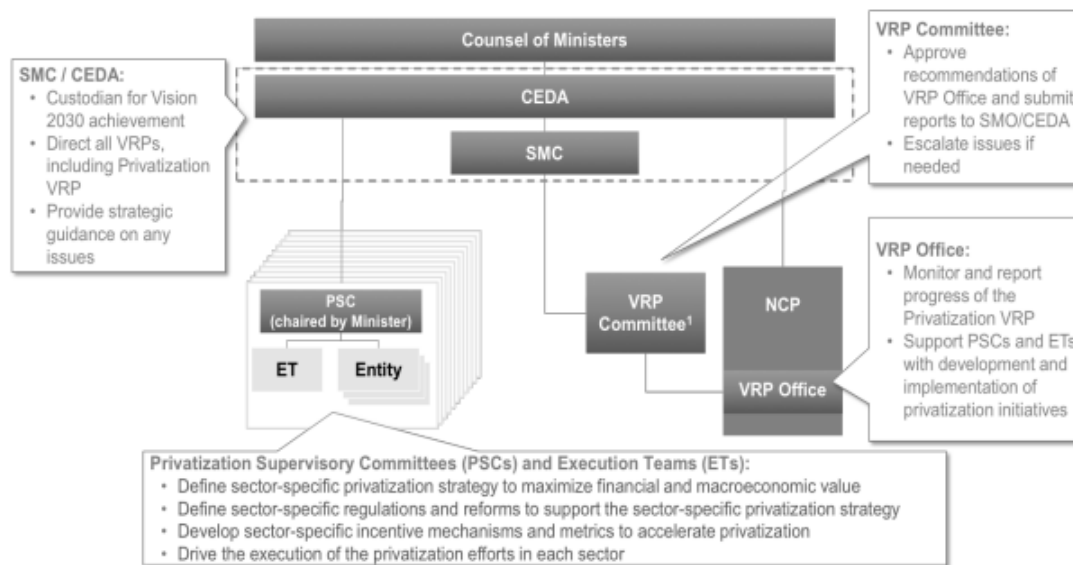 Counsel of Ministers
CEDA
SMC
SMC / CEDA:
• Custodian for Vision
2030 achievement
• Direct all VRPs,
including Privatization
VRP
• Provide strategic
guidance on any
issues
VRP Committee:
• Approve
recommendations of
VRP Office and submit
reports to SMO/CEDA
• Escalate issues if
needed
PSC
(chaired by Minister)
ET
Entity
VRP
Committee¹
NCP
VRP Office
VRP Office:
• Monitor and report
progress of the
Privatization VRP
• Support PSCs and ETs
with development and
implementation of
privatization initiatives
Privatization Supervisory Committees (PSCs) and Execution Teams (ETs):
• Define sector-specific privatization strategy to maximize financial and macroeconomic value
• Define sector-specific regulations and reforms to support the sector-specific privatization strategy
• Develop sector-specific incentive mechanisms and metrics to accelerate privatization
• Drive the execution of the privatization efforts in each sector